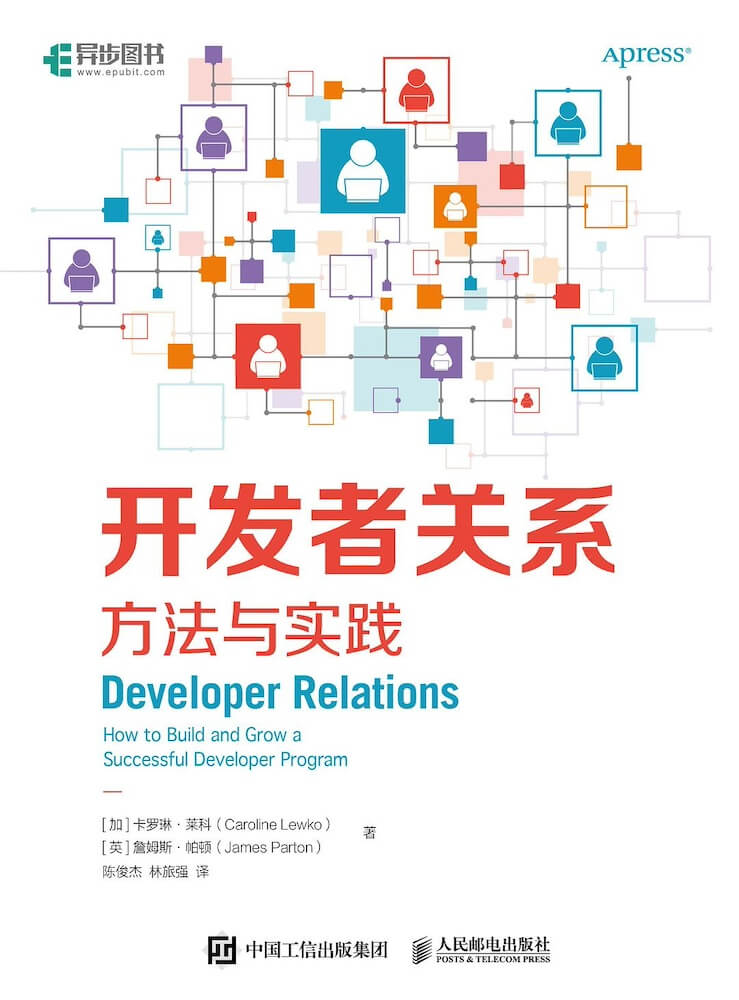 异步图书
www.epubit.com
Apress®
开发者关系
方法与实践
Developer Relations
How to Build and Grow a
Successful Developer Program
[加]卡罗琳·莱科(Caroline Lewko)
[英]詹姆斯·帕顿(James Parton)
著
陈俊杰 林旅强 译
中国工信出版集团
人民邮电出版社
POSTS & TELECOM PRESS